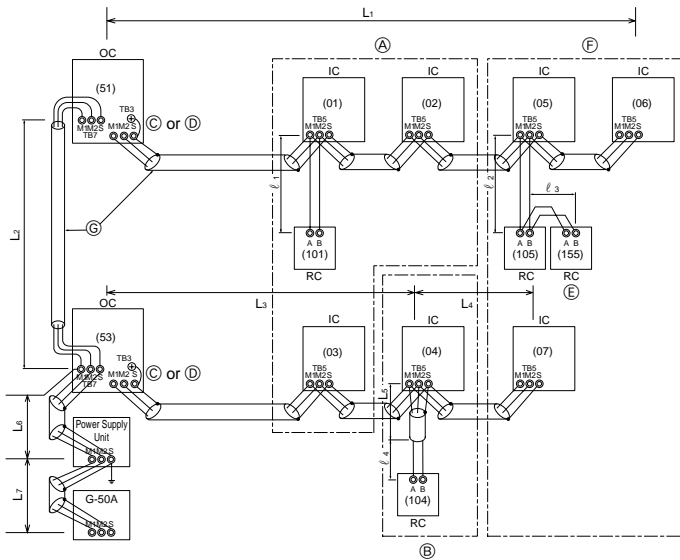 L1
Ⓐ
Ⓕ
OC
IC
IC
IC
IC
(51)
(01)
(02)
(05)
(06)
TB3
Ⓒ or Ⓓ
M1M2S
TB7
M1M2 S
TB5
M1M2S
TB5
M1M2S
TB5
M1M2S
TB5
M1M2S
ℓ1
ℓ2
ℓ3
L2
Ⓖ
A B
(101)
RC
A B
(105)
RC
A B
(155)
RC
Ⓔ
L3
L4
OC
IC
IC
IC
(53)
(03)
(04)
(07)
TB3
Ⓒ or Ⓓ
M1M2S
TB7
M1M2 S
TB5
M1M2S
TB5
M1M2S
TB5
M1M2S
L5
ℓ4
L6
Power Supply
Unit
M1M2S
L7
G-50A
M1M2S
A B
(104)
RC
Ⓑ